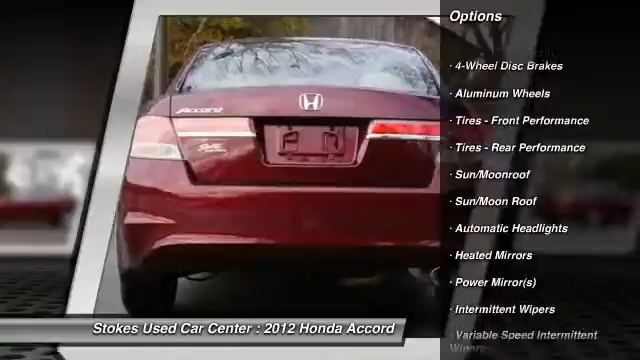 Options
· 4-Wheel Disc Brakes
· Aluminum Wheels
· Tires - Front Performance
· Tires - Rear Performance
· Sun/Moonroof
· Sun/Moon Roof
· Automatic Headlights
· Heated Mirrors
· Power Mirror(s)
· Intermittent Wipers
· Variable Speed Intermittent
Wipers
Accord
Stokes Used Car Center : 2012 Honda Accord